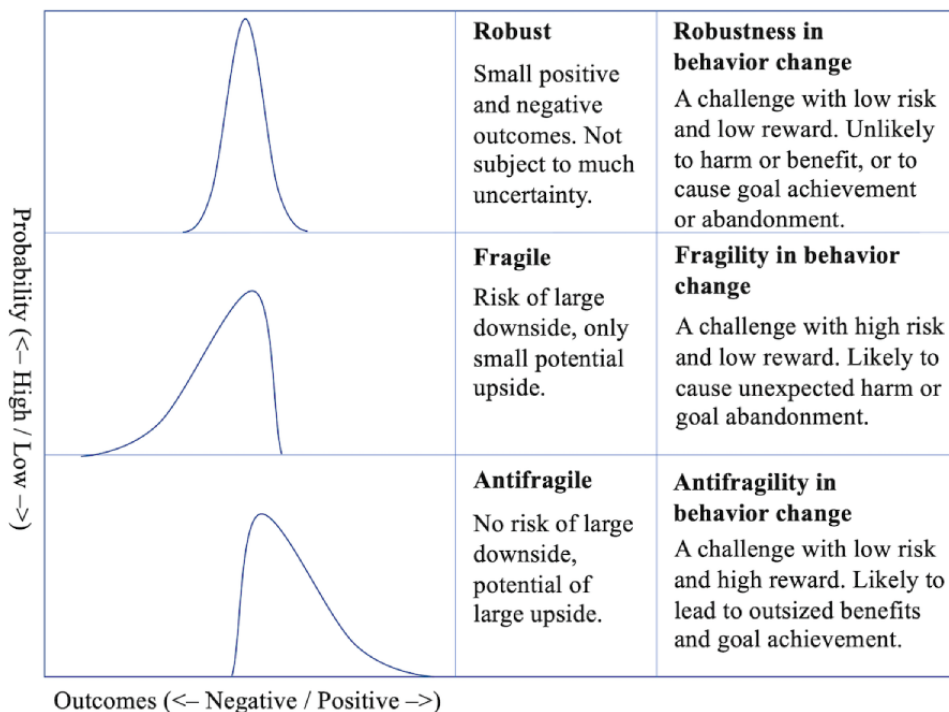 Robust
Small positive
and negative
outcomes. Not
subject to much
uncertainty.
Robustness in
behavior change
A challenge with low risk
and low reward. Unlikely
to harm or benefit, or to
cause goal achievement
or abandonment.
Fragile
Risk of large
downside, only
small potential
upside.
Fragility in behavior
change
A challenge with high risk
and low reward. Likely to
cause unexpected harm or
goal abandonment.
Antifragile
No risk of large
downside,
potential of
large upside.
Antifragility in
behavior change
A challenge with low risk
and high reward. Likely to
lead to outsized benefits
and goal achievement.
Probability (<– High / Low –>)
Outcomes (<– Negative / Positive –>)